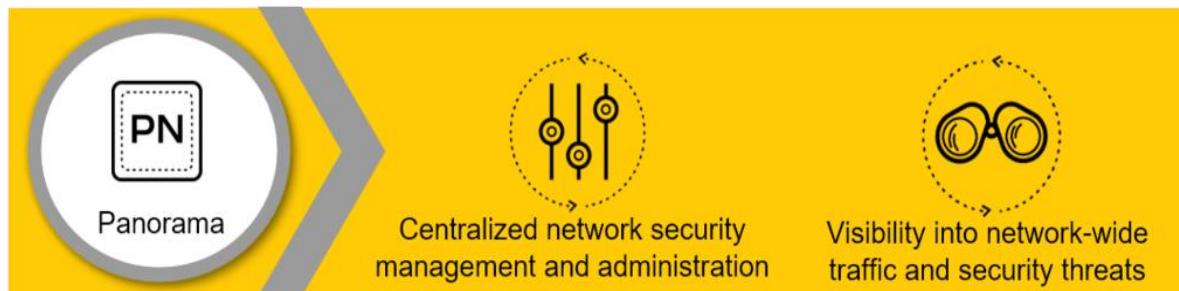 PN
Panorama
Centralized network security
management and administration
Visibility into network-wide
traffic and security threats